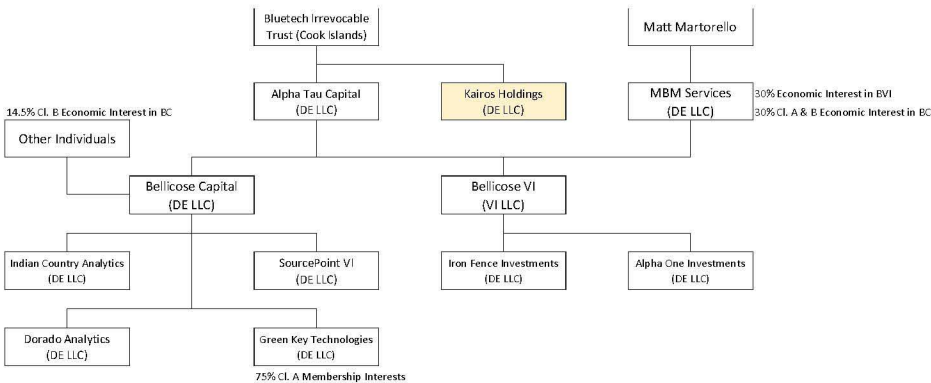 Bluetech Irrevocable
Trust (Cook Islands)
Matt Martorello
Alpha Tau Capital
(DE LLC)
Kairos Holdings
(DE LLC)
MBM Services
(DE LLC)
30% Economic Interest in BVI
30% Cl. A & B Economic Interest in BC
14.5% Cl. B Economic Interest in BC
Other Individuals
Bellicose Capital
(DE LLC)
Bellicose VI
(VI LLC)
Indian Country Analytics
(DE LLC)
SourcePoint VI
(DE LLC)
Iron Fence Investments
(DE LLC)
Alpha One Investments
(DE LLC)
Dorado Analytics
(DE LLC)
Green Key Technologies
(DE LLC)
75% Cl. A Membership Interests